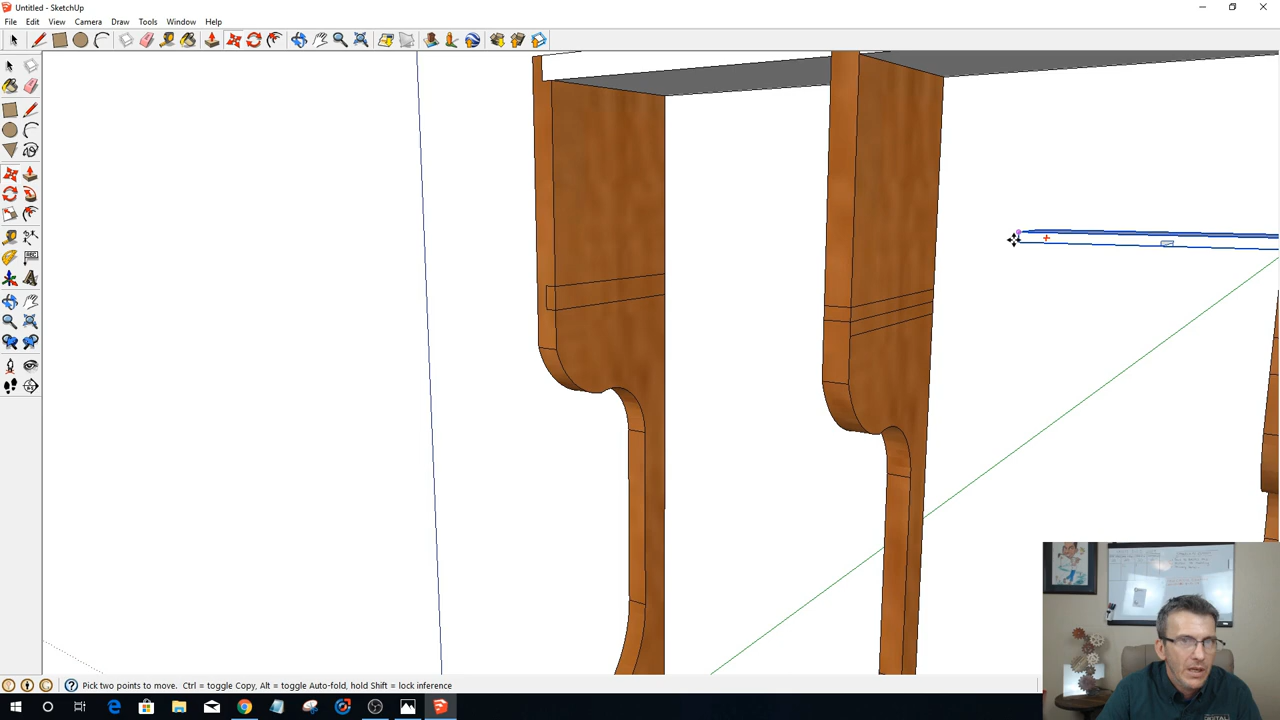 Untitled - SketchUp
File Edit View Camera Draw Tools Window Help
Pick two points to move. Ctrl = toggle Copy, Alt = toggle Auto-fold, hold Shift = lock inference